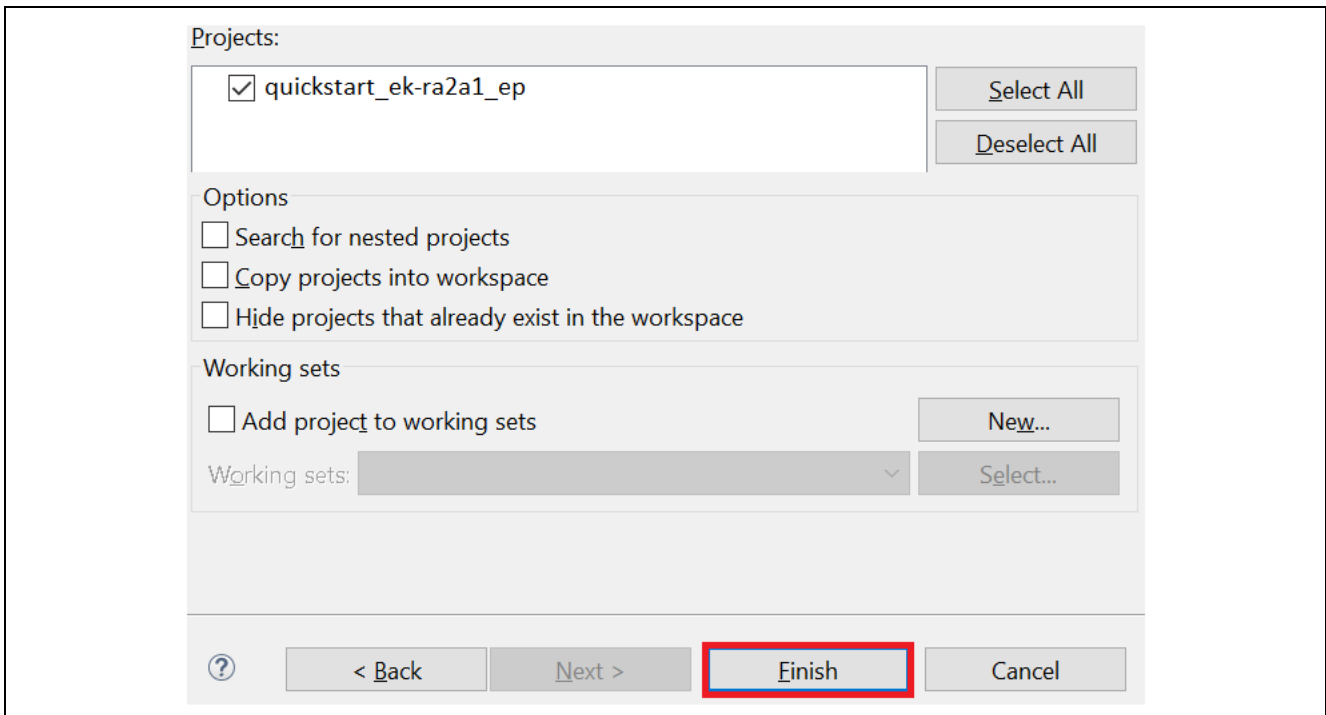 Projects:
quickstart_ek-ra2a1_ep
Select All
Deselect All
Options
Search for nested projects
Copy projects into workspace
Hide projects that already exist in the workspace
Working sets
Add project to working sets
New...
Working sets:
Select...
?
< Back
Next >
Finish
Cancel